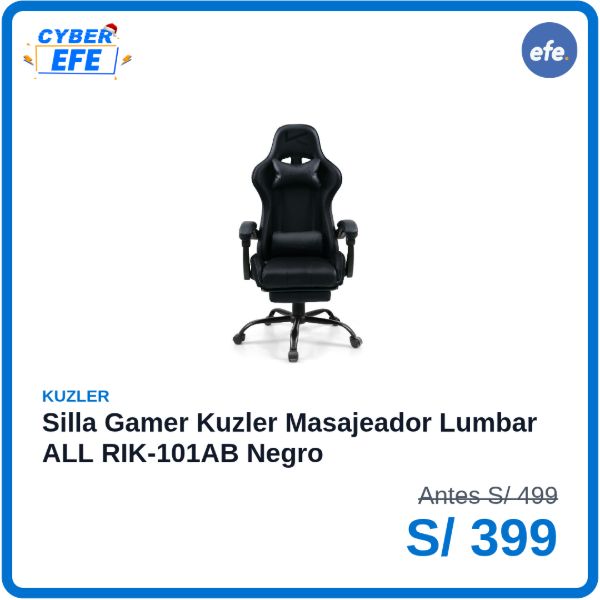 CYBER
EFE
efe.
KUZLER
Silla Gamer Kuzler Masajeador Lumbar
ALL RIK-101AB Negro
Antes S/ 499
S/ 399